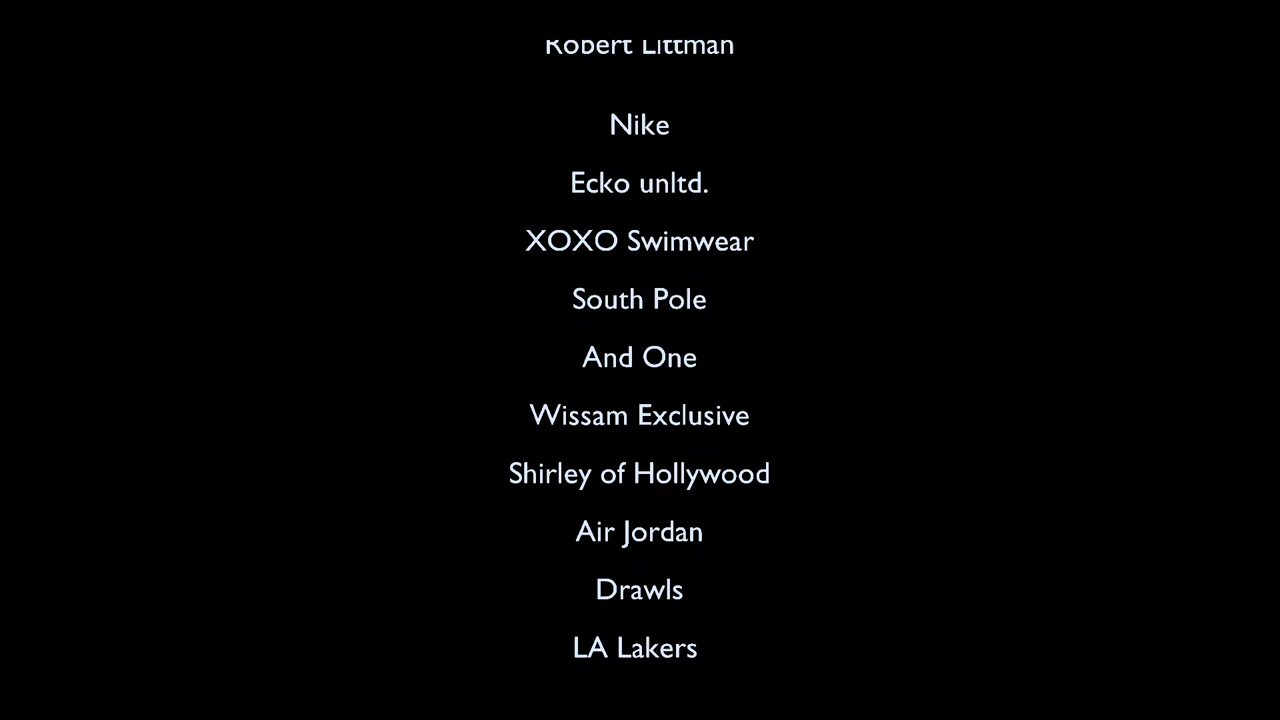 Robert Littman
Nike
Ecko unltd.
XOXO Swimwear
South Pole
And One
Wissam Exclusive
Shirley of Hollywood
Air Jordan
Drawls
LA Lakers